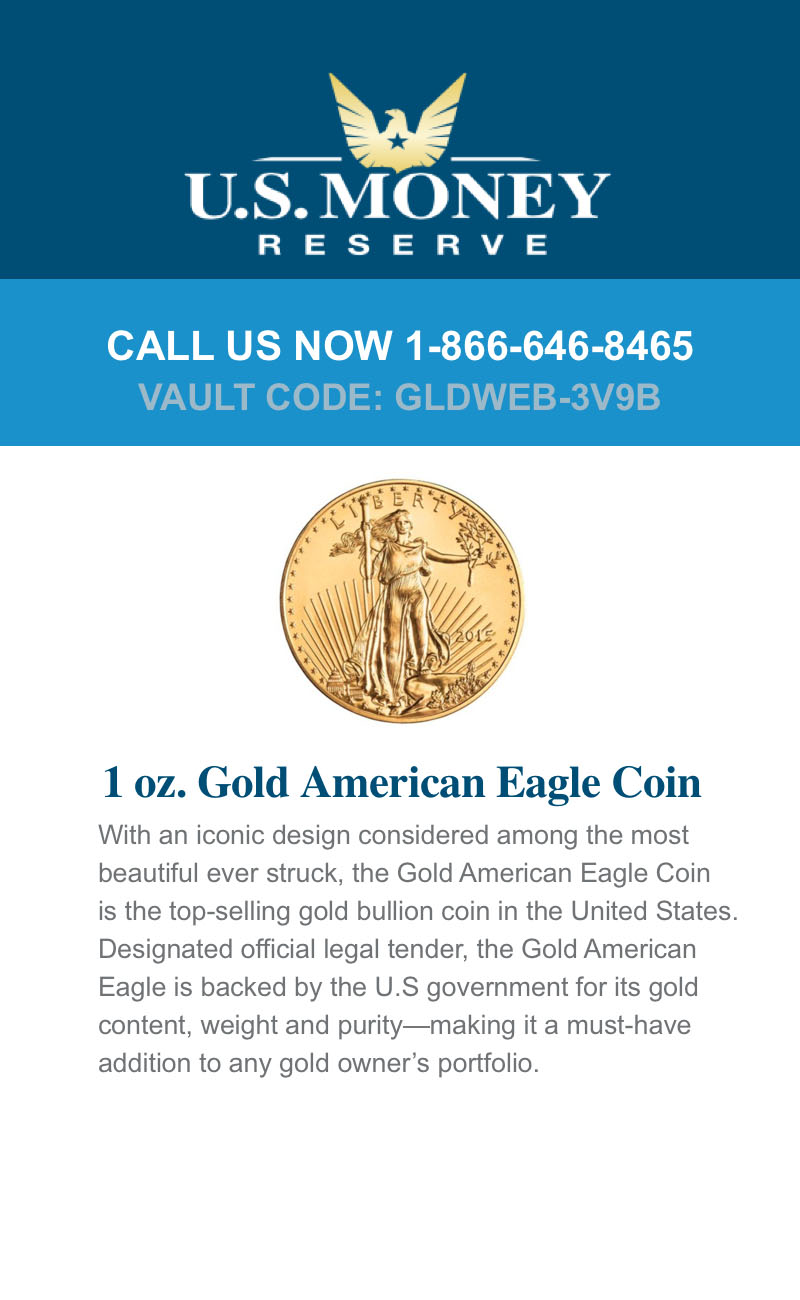 U.S. MONEY
RESERVE
CALL US NOW 1-866-646-8465
VAULT CODE: GLDWEB-3V9B
LIBERTY
2015
1 oz. Gold American Eagle Coin
With an iconic design considered among the most
beautiful ever struck, the Gold American Eagle Coin
is the top-selling gold bullion coin in the United States.
Designated official legal tender, the Gold American
Eagle is backed by the U.S government for its gold
content, weight and purity—making it a must-have
addition to any gold owner’s portfolio.